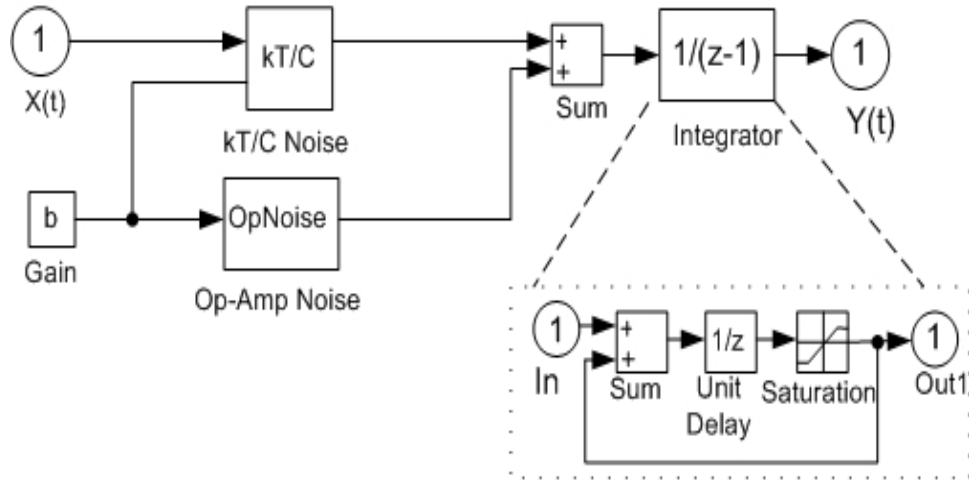 1
X(t)
kT/C
kT/C Noise
+
+
Sum
1/(z-1)
Integrator
1
Y(t)
b
Gain
OpNoise
Op-Amp Noise
1
In
+
+
Sum
1/z
Unit
Delay
Saturation
1
Out1